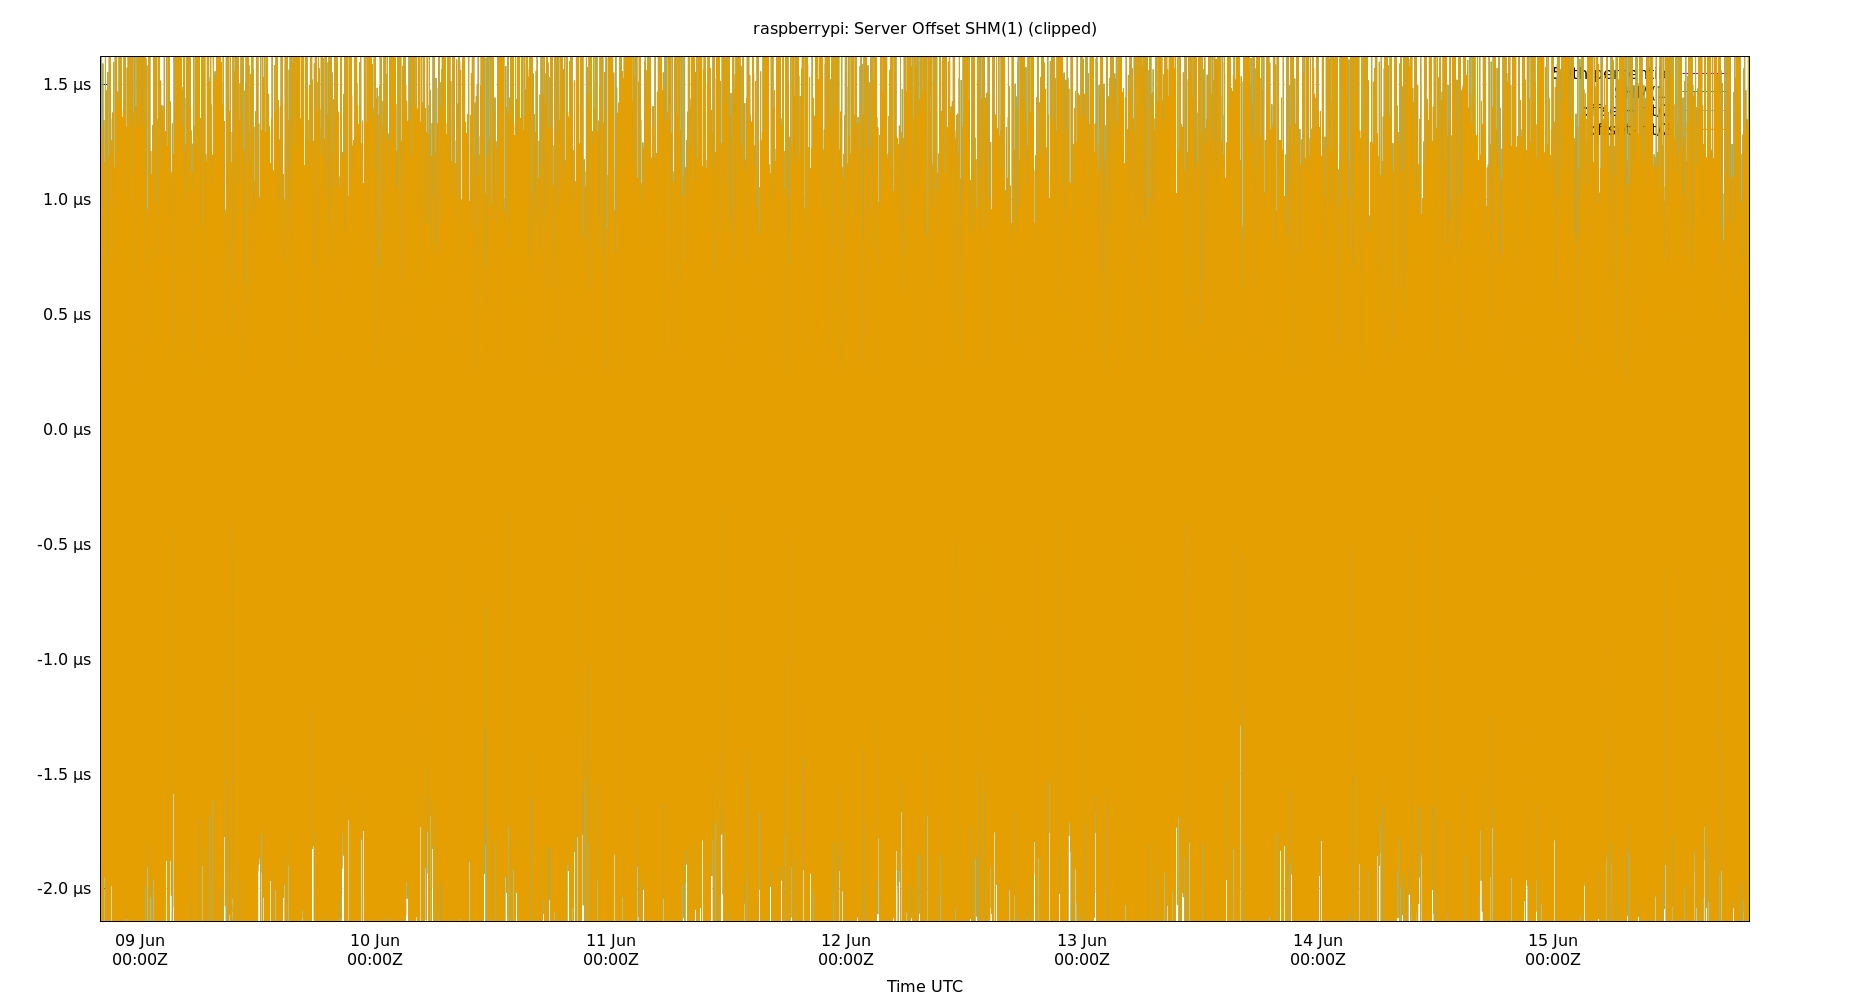 raspberrypi: Server Offset SHM(1) (clipped)
1.5 µs
1.0 µs
0.5 µs
0.0 µs
-0.5 µs
-1.0 µs
-1.5 µs
-2.0 µs
09 Jun 10 Jun 11 Jun 12 Jun 13 Jun 14 Jun 15 Jun
00:00Z 00:00Z 00:00Z 00:00Z 00:00Z 00:00Z 00:00Z
Time UTC